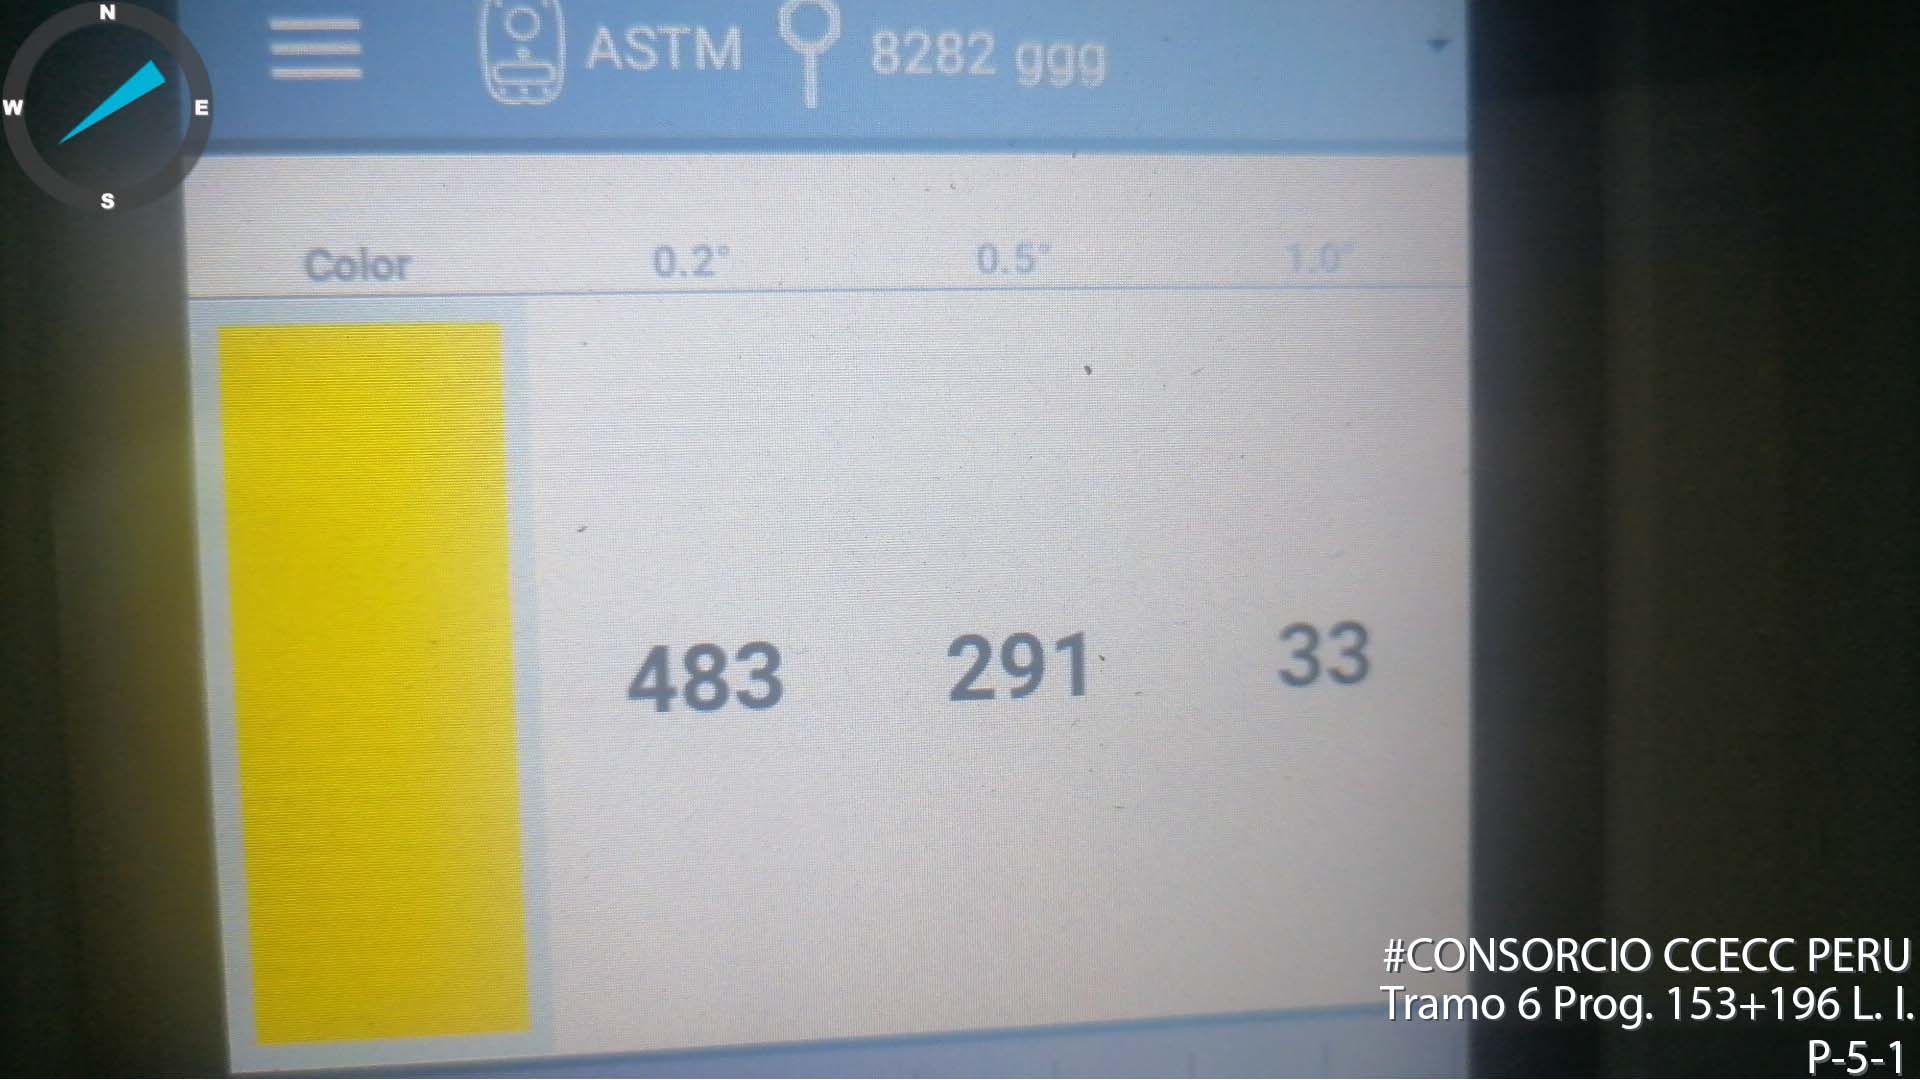 N
W E
S
ASTM 8282 ggg
Color 0.2° 0.5° 1.0°
483 291 33
#CONSORCIO CCECC PERU
Tramo 6 Prog. 153+196 L. I.
P-5-1